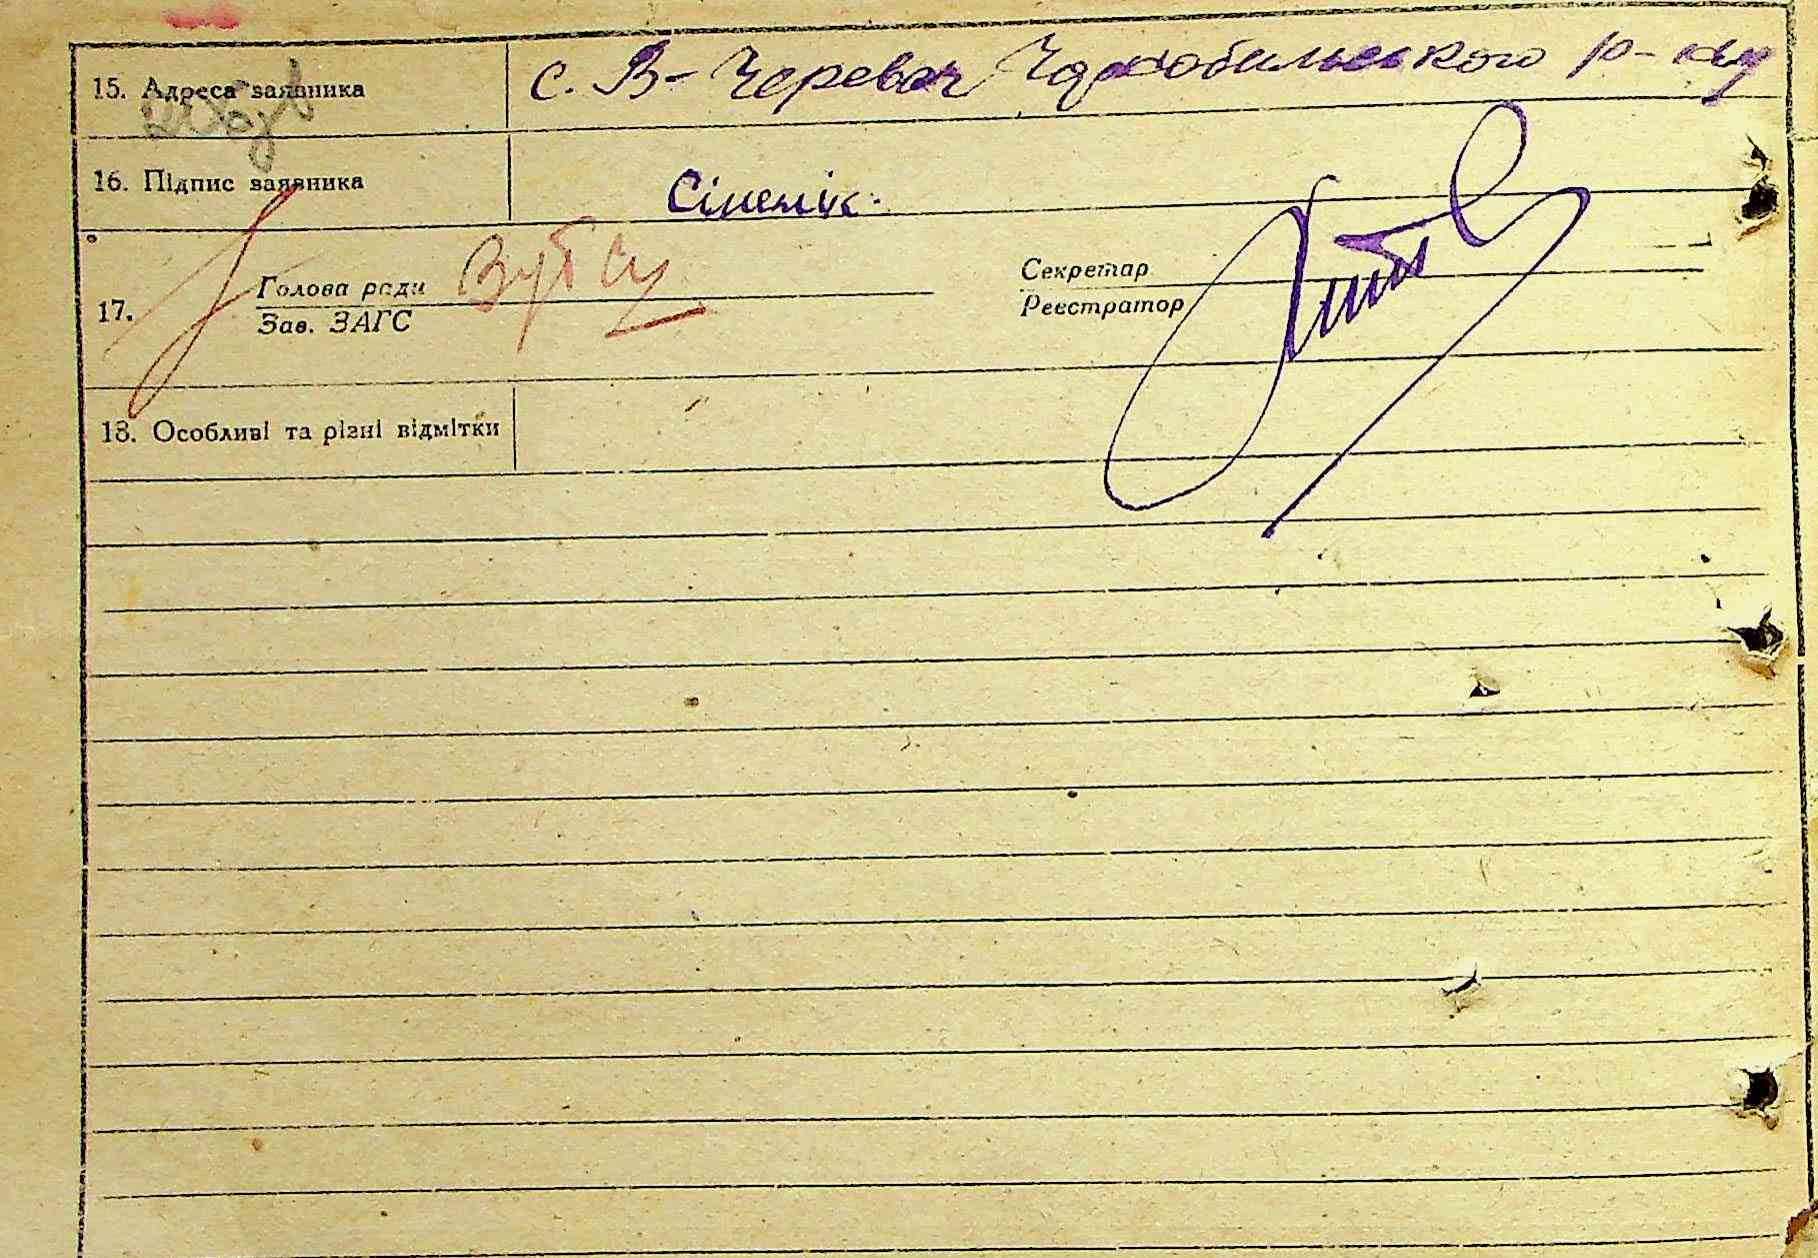 15. Адреса заявника с. В- Черевач Чорнобильського р-ну
16. Підпис заявника
17. Голова ради
Зав. ЗАГС
Секретар
Реєстратор
18. Особливі та різні відмітки